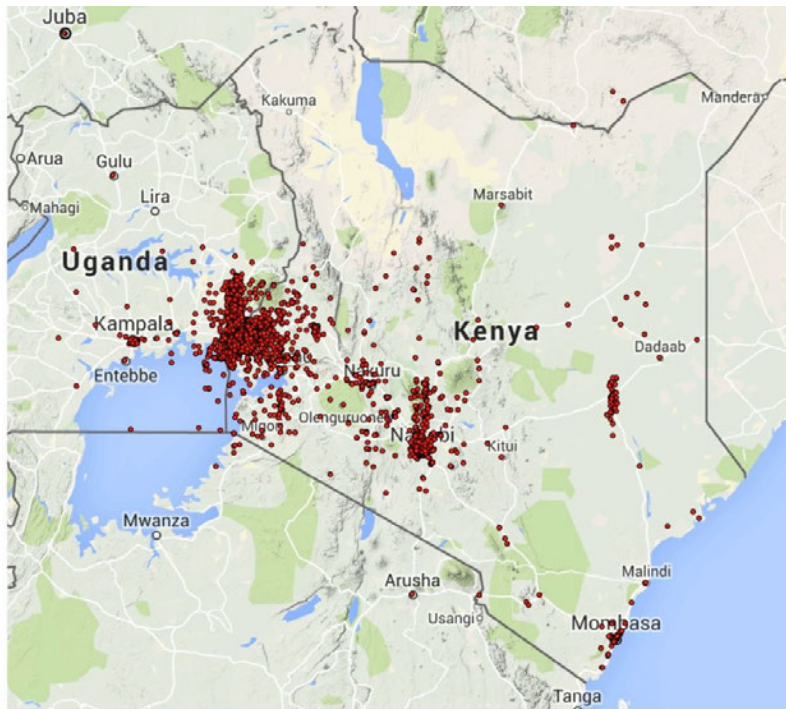 Juba
Mandera
Kakuma
Arua
Gulu
Marsabit
Lira
Mahagi
Uganda
Kampala
Kenya
Dadaab
Entebbe
Nakuru
Olenguruone
Migori
Nairobi
Kitui
Mwanza
Malindi
Arusha
Usangi
Mombasa
Tanga